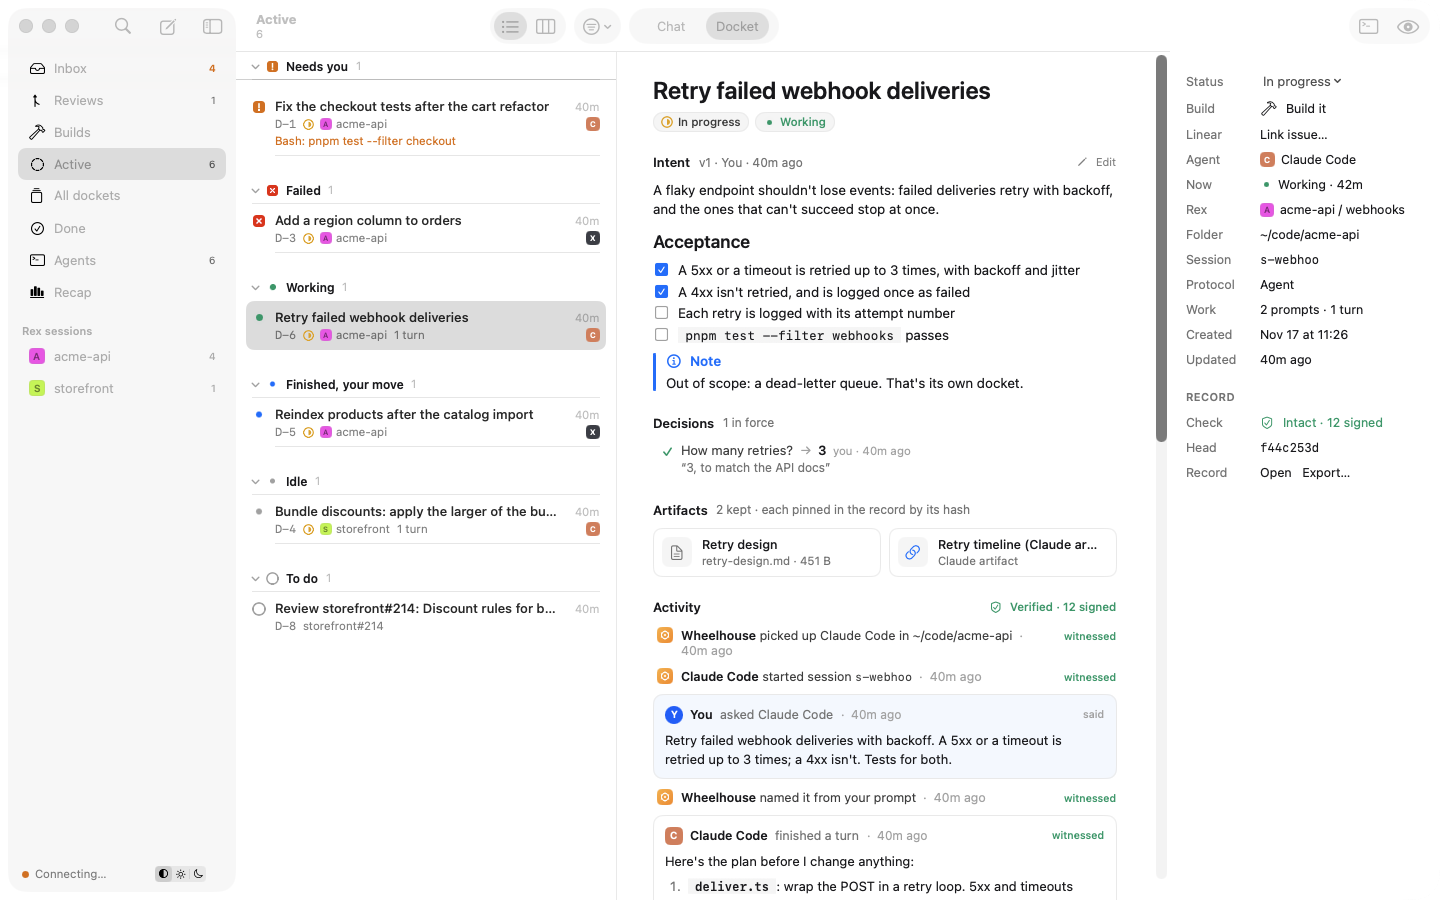 Inbox 4
Reviews 1
Builds
Active 6
All dockets
Done
Agents 6
Recap
Rex sessions
A acme-api 4
S storefront 1
Connecting...
Active
6
Chat Docket
Needs you 1
Fix the checkout tests after the cart refactor 40m
D–1 A acme-api C
Bash: pnpm test --filter checkout
Failed 1
Add a region column to orders 40m
D–3 A acme-api X
Working 1
Retry failed webhook deliveries 40m
D–6 A acme-api 1 turn C
Finished, your move 1
Reindex products after the catalog import 40m
D–5 A acme-api X
Idle 1
Bundle discounts: apply the larger of the bu... 40m
D–4 S storefront 1 turn C
To do 1
Review storefront#214: Discount rules for b... 40m
D–8 storefront#214
Retry failed webhook deliveries
In progress Working
Intent v1 · You · 40m ago Edit
A flaky endpoint shouldn't lose events: failed deliveries retry with backoff,
and the ones that can't succeed stop at once.
Acceptance
A 5xx or a timeout is retried up to 3 times, with backoff and jitter
A 4xx isn't retried, and is logged once as failed
Each retry is logged with its attempt number
pnpm test --filter webhooks passes
Note
Out of scope: a dead-letter queue. That's its own docket.
Decisions 1 in force
How many retries? → 3 you · 40m ago
“3, to match the API docs”
Artifacts 2 kept · each pinned in the record by its hash
Retry design
retry-design.md · 451 B
Retry timeline (Claude ar...
Claude artifact
Activity Verified · 12 signed
Wheelhouse picked up Claude Code in ~/code/acme-api · witnessed
40m ago
Claude Code started session s-webhoo · 40m ago witnessed
Y You asked Claude Code · 40m ago said
Retry failed webhook deliveries with backoff. A 5xx or a timeout is
retried up to 3 times; a 4xx isn't. Tests for both.
Wheelhouse named it from your prompt · 40m ago witnessed
C Claude Code finished a turn · 40m ago witnessed
Here's the plan before I change anything:
1. deliver.ts : wrap the POST in a retry loop. 5xx and timeouts
Status In progress
Build Build it
Linear Link issue...
Agent C Claude Code
Now Working · 42m
Rex A acme-api / webhooks
Folder ~/code/acme-api
Session s-webhoo
Protocol Agent
Work 2 prompts · 1 turn
Created Nov 17 at 11:26
Updated 40m ago
RECORD
Check Intact · 12 signed
Head f44c253d
Record Open Export...